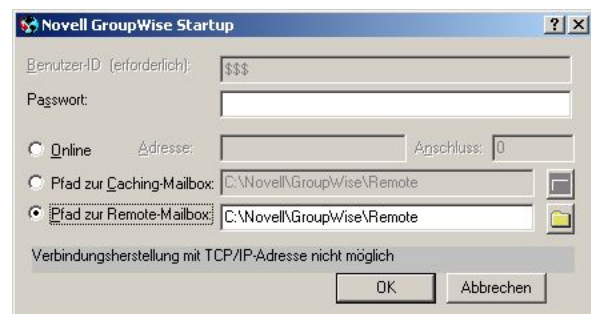 Novell GroupWise Startup
Benutzer-ID (erforderlich): $$$
Passwort:
Online Adresse: Anschluss: 0
Pfad zur Caching-Mailbox: C:\Novell\GroupWise\Remote
Pfad zur Remote-Mailbox: C:\Novell\GroupWise\Remote
Verbindungsherstellung mit TCP/IP-Adresse nicht möglich
OK Abbrechen